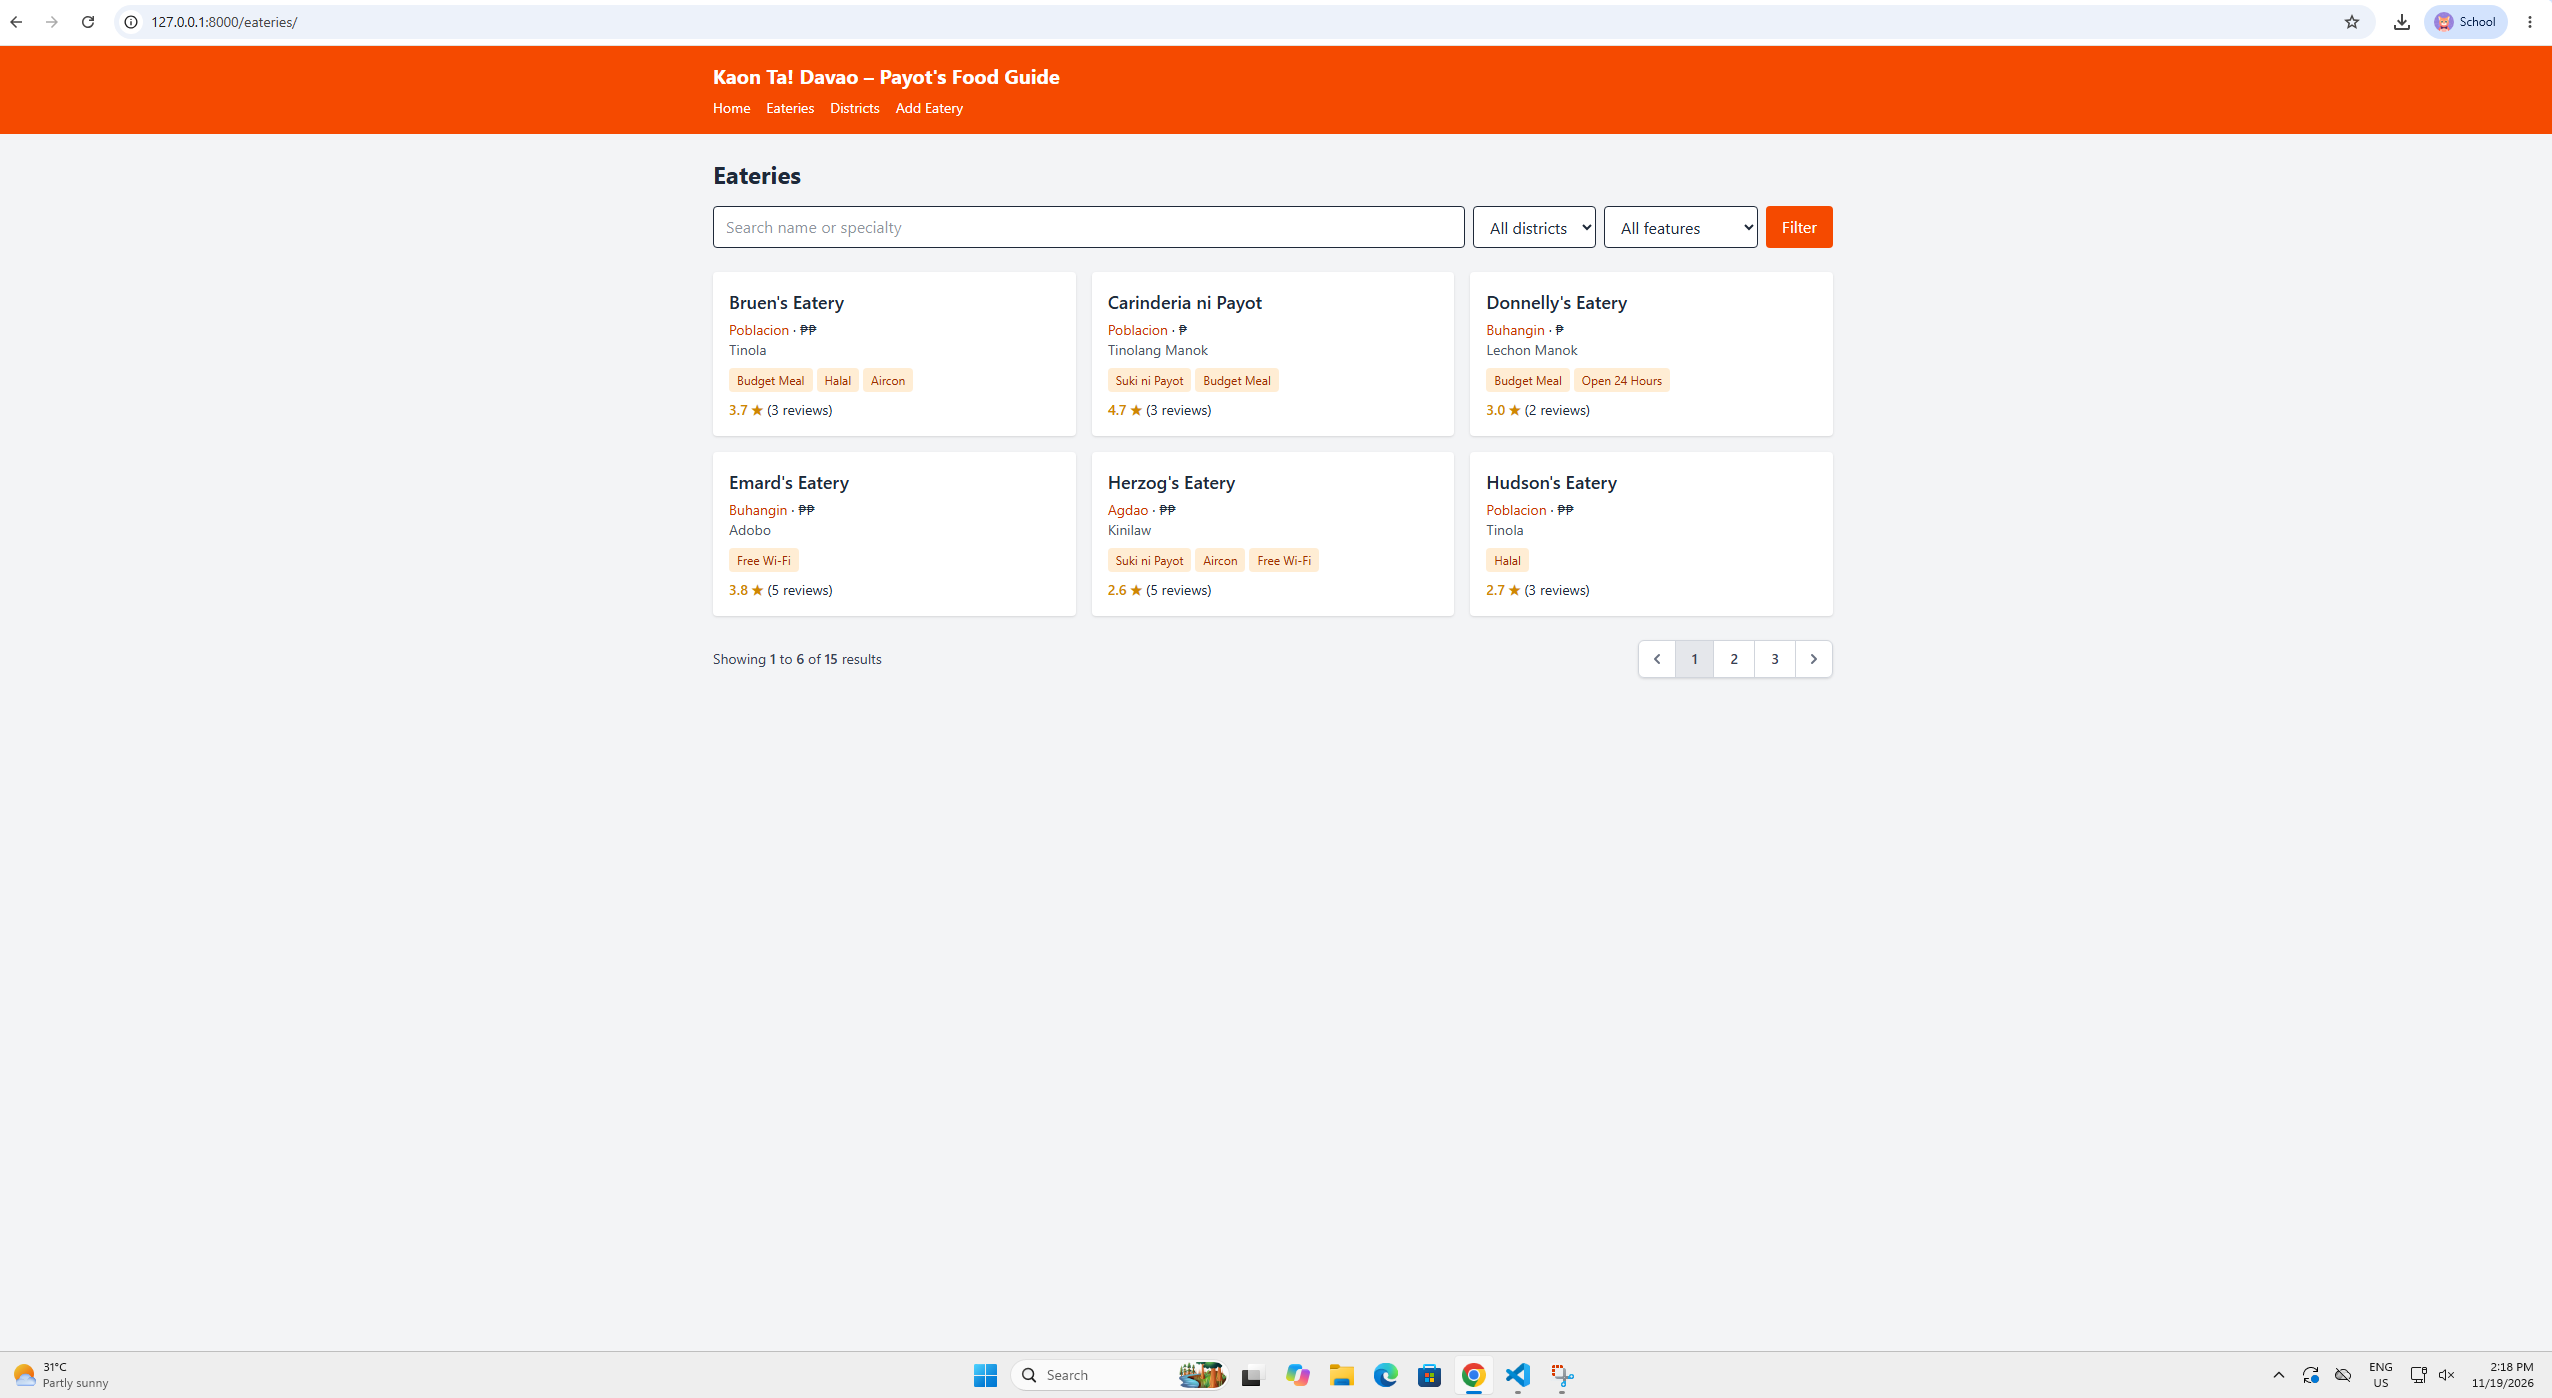 127.0.0.1:8000/eateries/
School
Kaon Ta! Davao – Payot's Food Guide
Home Eateries Districts Add Eatery
Eateries
Search name or specialty All districts All features Filter
Bruen's Eatery
Poblacion · ₱₱
Tinola
Budget Meal Halal Aircon
3.7 ★ (3 reviews)
Carinderia ni Payot
Poblacion · ₱
Tinolang Manok
Suki ni Payot Budget Meal
4.7 ★ (3 reviews)
Donnelly's Eatery
Buhangin · ₱
Lechon Manok
Budget Meal Open 24 Hours
3.0 ★ (2 reviews)
Emard's Eatery
Buhangin · ₱₱
Adobo
Free Wi-Fi
3.8 ★ (5 reviews)
Herzog's Eatery
Agdao · ₱₱
Kinilaw
Suki ni Payot Aircon Free Wi-Fi
2.6 ★ (5 reviews)
Hudson's Eatery
Poblacion · ₱₱
Tinola
Halal
2.7 ★ (3 reviews)
Showing 1 to 6 of 15 results
1 2 3
31°C
Partly sunny
Search
ENG
US
2:18 PM
11/19/2026